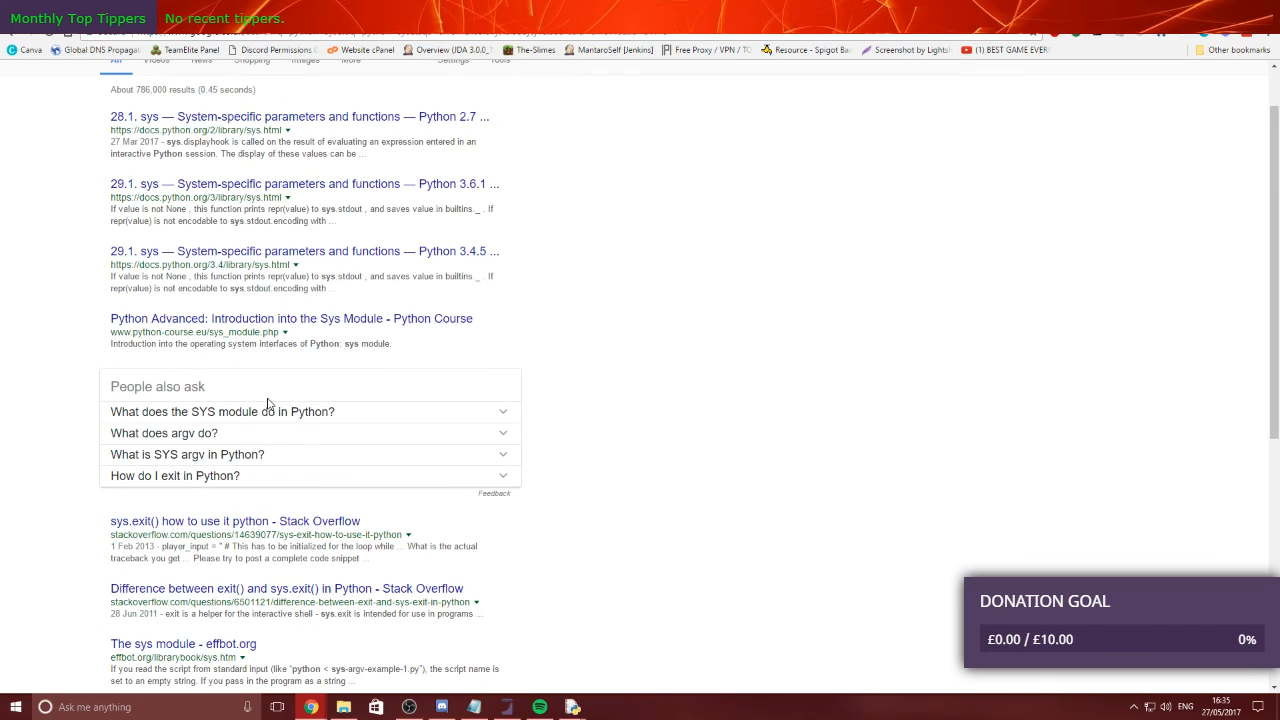 Monthly Top Tippers No recent tippers.
Canva Global DNS Propagat TeamElite Panel Discord Permissions Website cPanel Overview (JDA 3.0.0_ The-Slimes MantaroSelf [Jenkins] Free Proxy / VPN / TO Resource - Spigot Bar Screenshot by Lights (1) BEST GAME EVER Other bookmarks
All Videos News Shopping Images More Settings Tools
About 786,000 results (0.45 seconds)
28.1. sys — System-specific parameters and functions — Python 2.7 ...
https://docs.python.org/2/library/sys.html
27 Mar 2017 - sys.displayhook is called on the result of evaluating an expression entered in an
interactive Python session. The display of these values can be ...
29.1. sys — System-specific parameters and functions — Python 3.6.1 ...
https://docs.python.org/3/library/sys.html
If value is not None , this function prints repr(value) to sys.stdout , and saves value in builtins._ . If
repr(value) is not encodable to sys.stdout.encoding with ...
29.1. sys — System-specific parameters and functions — Python 3.4.5 ...
https://docs.python.org/3.4/library/sys.html
If value is not None , this function prints repr(value) to sys.stdout , and saves value in builtins._ . If
repr(value) is not encodable to sys.stdout.encoding with ...
Python Advanced: Introduction into the Sys Module - Python Course
www.python-course.eu/sys_module.php
Introduction into the operating system interfaces of Python: sys module.
People also ask
What does the SYS module do in Python?
What does argv do?
What is SYS argv in Python?
How do I exit in Python?
Feedback
sys.exit() how to use it python - Stack Overflow
stackoverflow.com/questions/14639077/sys-exit-how-to-use-it-python
1 Feb 2013 - player_input = '' # This has to be initialized for the loop while ... What is the actual
traceback you get ... Please try to post a complete code snippet ...
Difference between exit() and sys.exit() in Python - Stack Overflow
stackoverflow.com/questions/6501121/difference-between-exit-and-sys-exit-in-python
28 Jun 2011 - exit is a helper for the interactive shell - sys.exit is intended for use in programs ...
The sys module - effbot.org
effbot.org/librarybook/sys.htm
If you read the script from standard input (like "python < sys-argv-example-1.py"), the script name is
set to an empty string. If you pass in the program as a string ...
DONATION GOAL
£0.00 / £10.00 0%
Ask me anything
ENG
16:35
27/05/2017